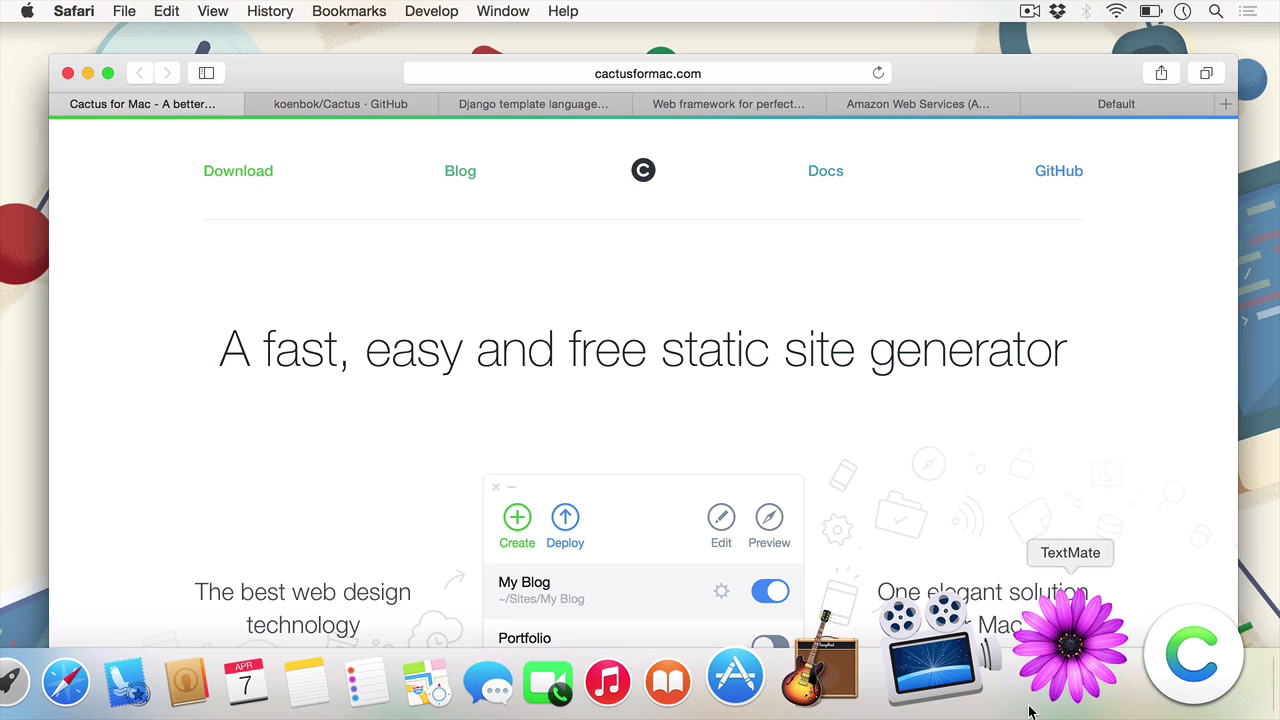 Safari File Edit View History Bookmarks Develop Window Help
cactusformac.com
Cactus for Mac - A better...
koenbok/Cactus · GitHub
Django template language...
Web framework for perfect...
Amazon Web Services (A...
Default
Download Blog C Docs GitHub
A fast, easy and free static site generator
Create Deploy Edit Preview
My Blog
~/Sites/My Blog
Portfolio
The best web design
technology
One elegant solution
Mac
TextMate
APR
7